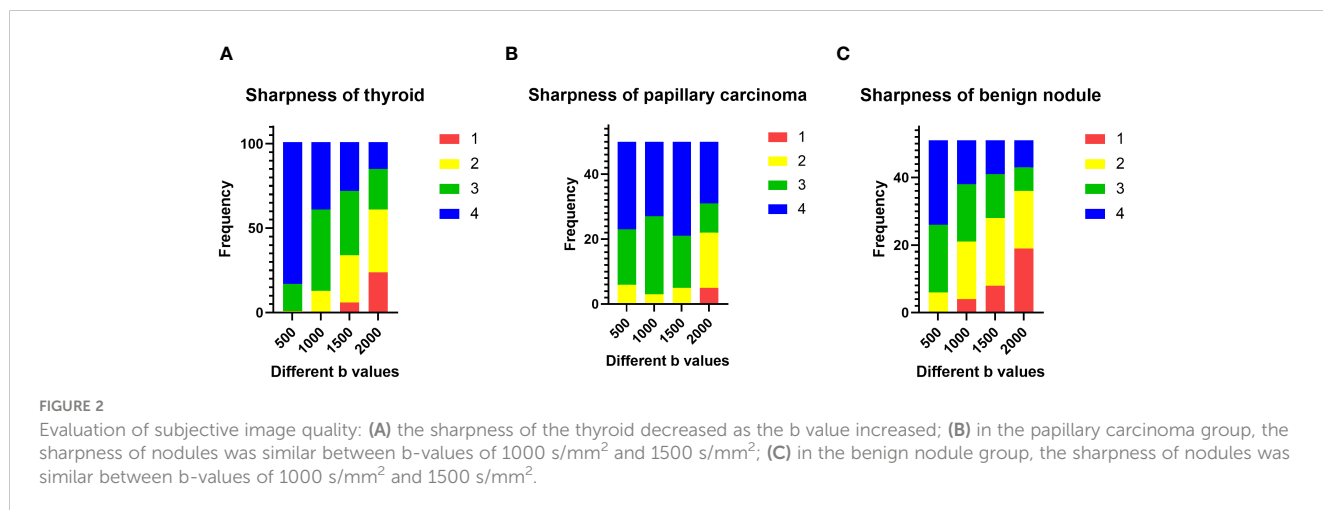 A
Sharpness of thyroid
Frequency
100
50
0
500
1000
1500
2000
Different b values
1
2
3
4
B
Sharpness of papillary carcinoma
Frequency
40
20
0
500
1000
1500
2000
Different b values
1
2
3
4
C
Sharpness of benign nodule
Frequency
40
20
0
500
1000
1500
2000
Different b values
1
2
3
4
FIGURE 2
Evaluation of subjective image quality: (A) the sharpness of the thyroid decreased as the b value increased; (B) in the papillary carcinoma group, the
sharpness of nodules was similar between b-values of 1000 s/mm² and 1500 s/mm²; (C) in the benign nodule group, the sharpness of nodules was
similar between b-values of 1000 s/mm² and 1500 s/mm².